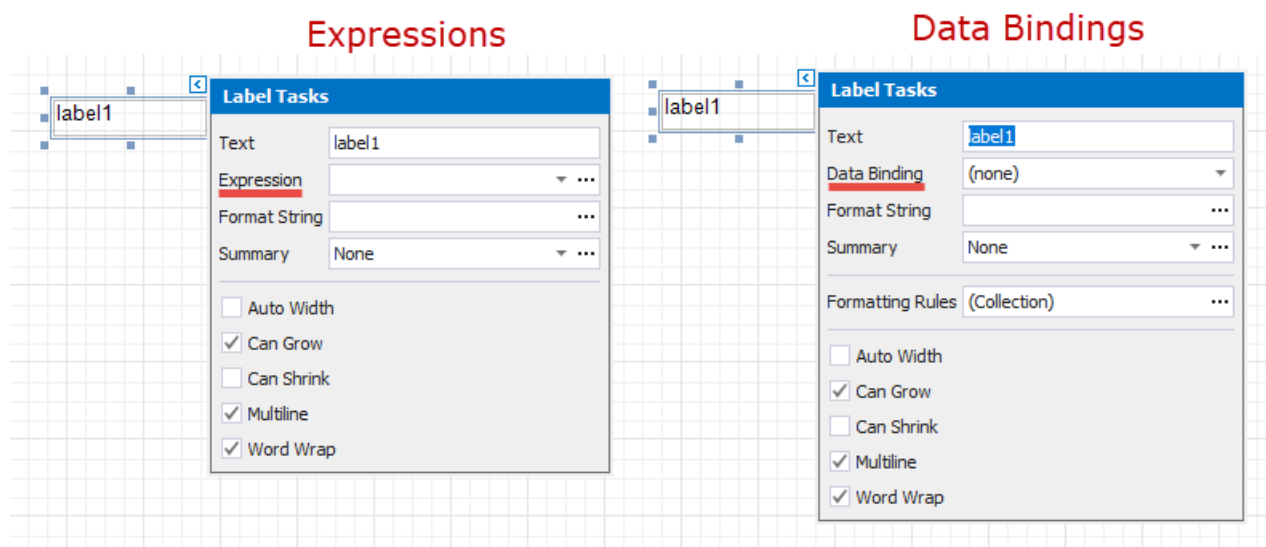 Expressions
label1
Label Tasks
Text label1
Expression
Format String
Summary None
Auto Width
Can Grow
Can Shrink
Multiline
Word Wrap
Data Bindings
label1
Label Tasks
Text label1
Data Binding (none)
Format String
Summary None
Formatting Rules (Collection)
Auto Width
Can Grow
Can Shrink
Multiline
Word Wrap